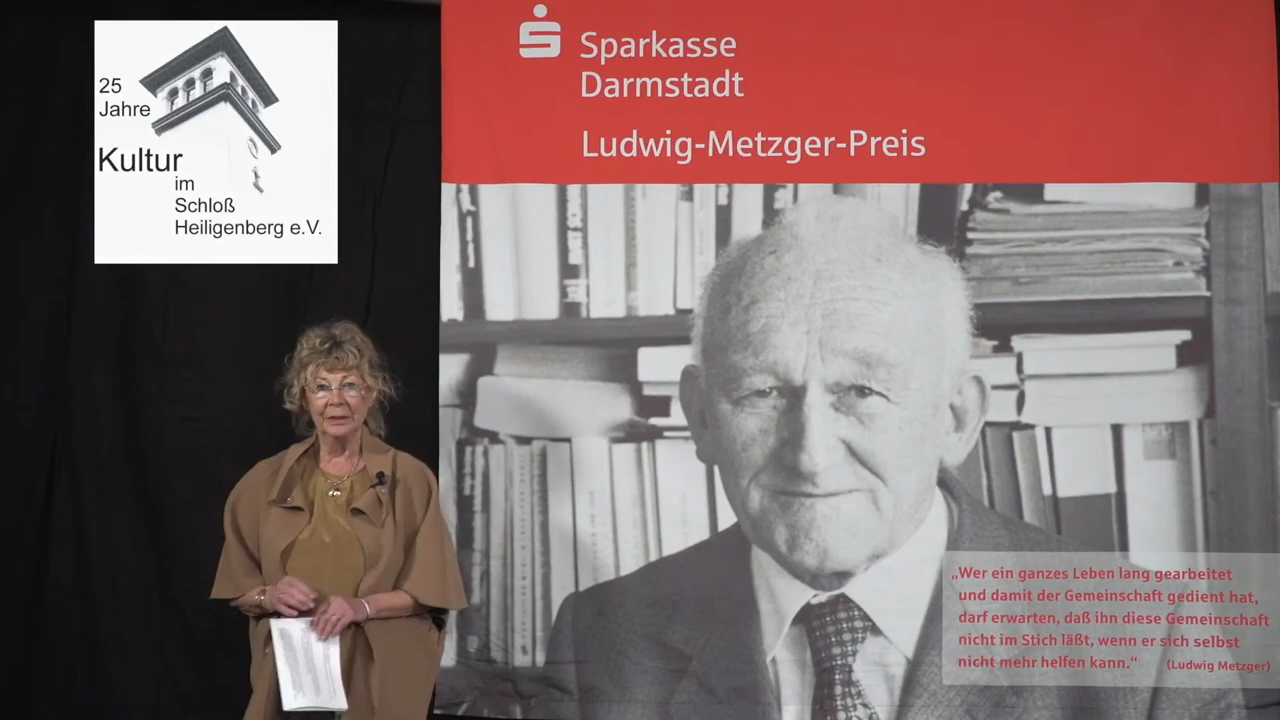 25
Jahre
Kultur
im
Schloß
Heiligenberg e.V.
Sparkasse
Darmstadt
Ludwig-Metzger-Preis
„Wer ein ganzes Leben lang gearbeitet
und damit der Gemeinschaft gedient hat,
darf erwarten, daß ihn diese Gemeinschaft
nicht im Stich läßt, wenn er sich selbst
nicht mehr helfen kann.“ (Ludwig Metzger)